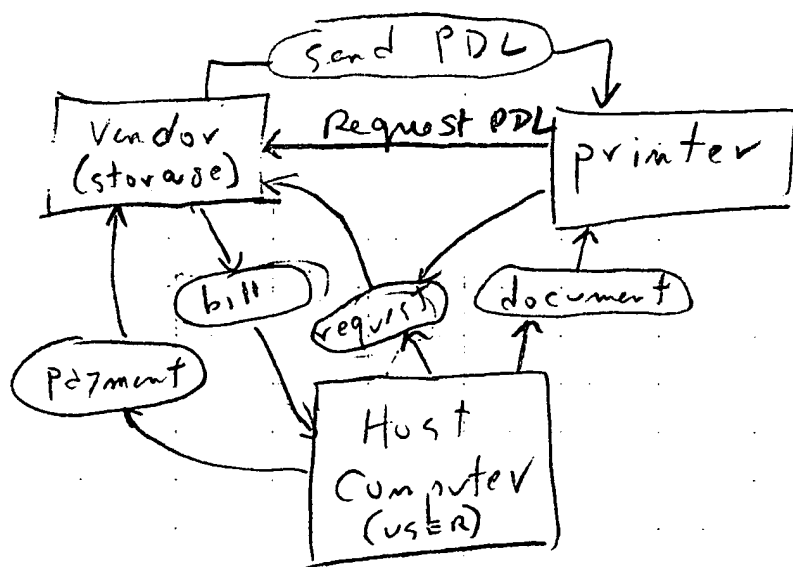 send PDL
Vendor
(storage)
Request PDL
printer
bill
request
document
payment
Host
Computer
(USER)